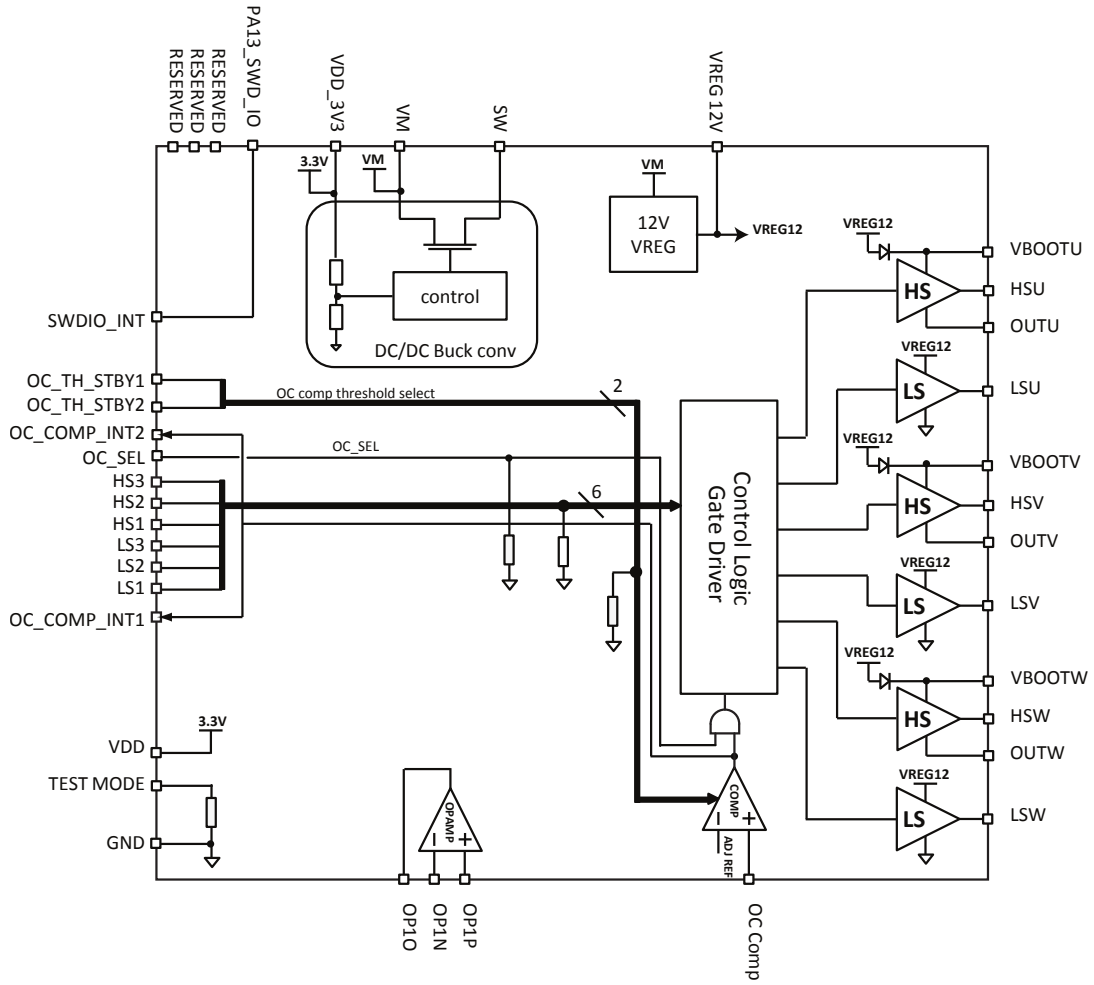 RESERVED
RESERVED
RESERVED
PA13_SWD_IO
VDD_3V3
VM
SW
VREG 12V
3.3V
VM
VM
12V
VREG
VREG12
control
DC/DC Buck conv
SWDIO_INT
OC_TH_STBY1
OC_TH_STBY2
OC_COMP_INT2
OC_SEL
HS3
HS2
HS1
LS3
LS2
LS1
OC_COMP_INT1
VDD
3.3V
TEST MODE
GND
OC comp threshold select
2
OC_SEL
6
Control Logic
Gate Driver
VREG12
HS
VBOOTU
HSU
OUTU
VREG12
LS
LSU
VREG12
HS
VBOOTV
HSV
OUTV
VREG12
LS
LSV
VREG12
HS
VBOOTW
HSW
OUTW
VREG12
LS
LSW
OPAMP
– +
COMP
– +
ADJ REF
OP1O
OP1N
OP1P
OC Comp